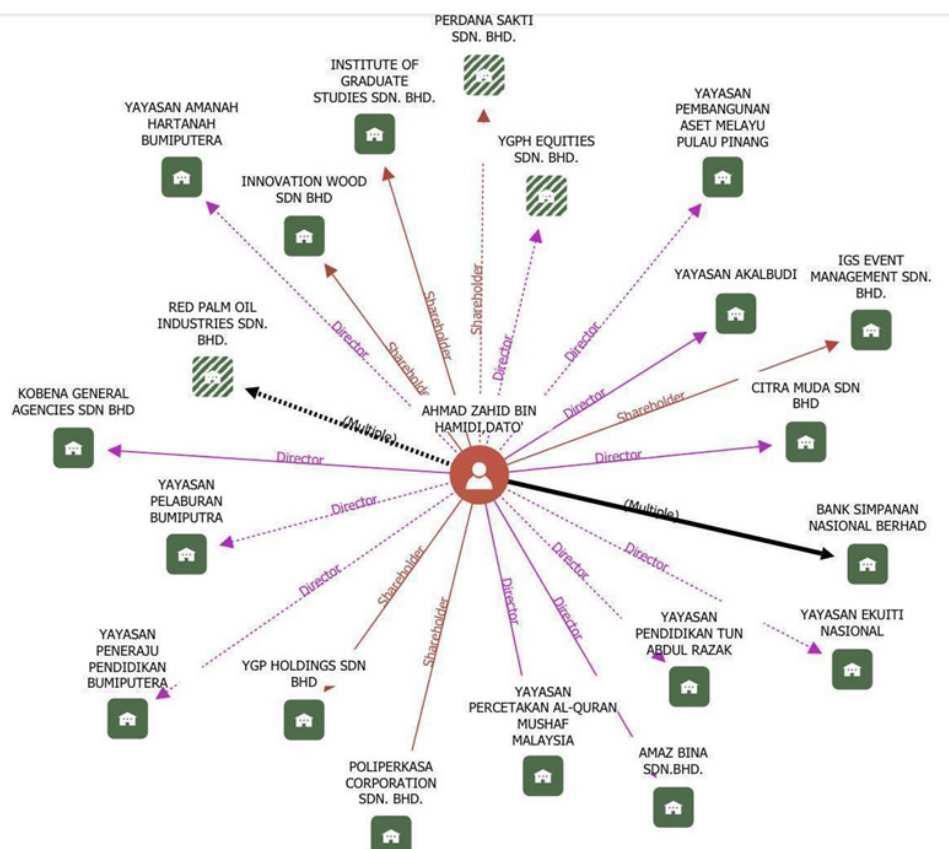 PERDANA SAKTI
SDN. BHD.
INSTITUTE OF
GRADUATE
STUDIES SDN. BHD.
YAYASAN
PEMBANGUNAN
ASET MELAYU
PULAU PINANG
YAYASAN AMANAH
HARTANAH
BUMIPUTERA
YGPH EQUITIES
SDN. BHD.
INNOVATION WOOD
SDN BHD
IGS EVENT
MANAGEMENT SDN.
BHD.
YAYASAN AKALBUDI
RED PALM OIL
INDUSTRIES SDN.
BHD.
Shareholder
Shareholder
Director
Director
Director
Shareholder
KOBENA GENERAL
AGENCIES SDN BHD
CITRA MUDA SDN
BHD
Director
Shareholder
AHMAD ZAHID BIN
HAMIDI,DATO'
(Multiple)
Director
Director
YAYASAN
PELABURAN
BUMIPUTRA
Director
(Multiple)
BANK SIMPANAN
NASIONAL BERHAD
Director
Shareholder
Director
Director
Director
Director
Shareholder
YAYASAN
PENERAJU
PENDIDIKAN
BUMIPUTERA
YAYASAN
PENDIDIKAN TUN
ABDUL RAZAK
YAYASAN EKUITI
NASIONAL
YGP HOLDINGS SDN
BHD
YAYASAN
PERCETAKAN AL-QURAN
MUSHAF
MALAYSIA
AMAZ BINA
SDN.BHD.
POLIPERKASA
CORPORATION
SDN. BHD.